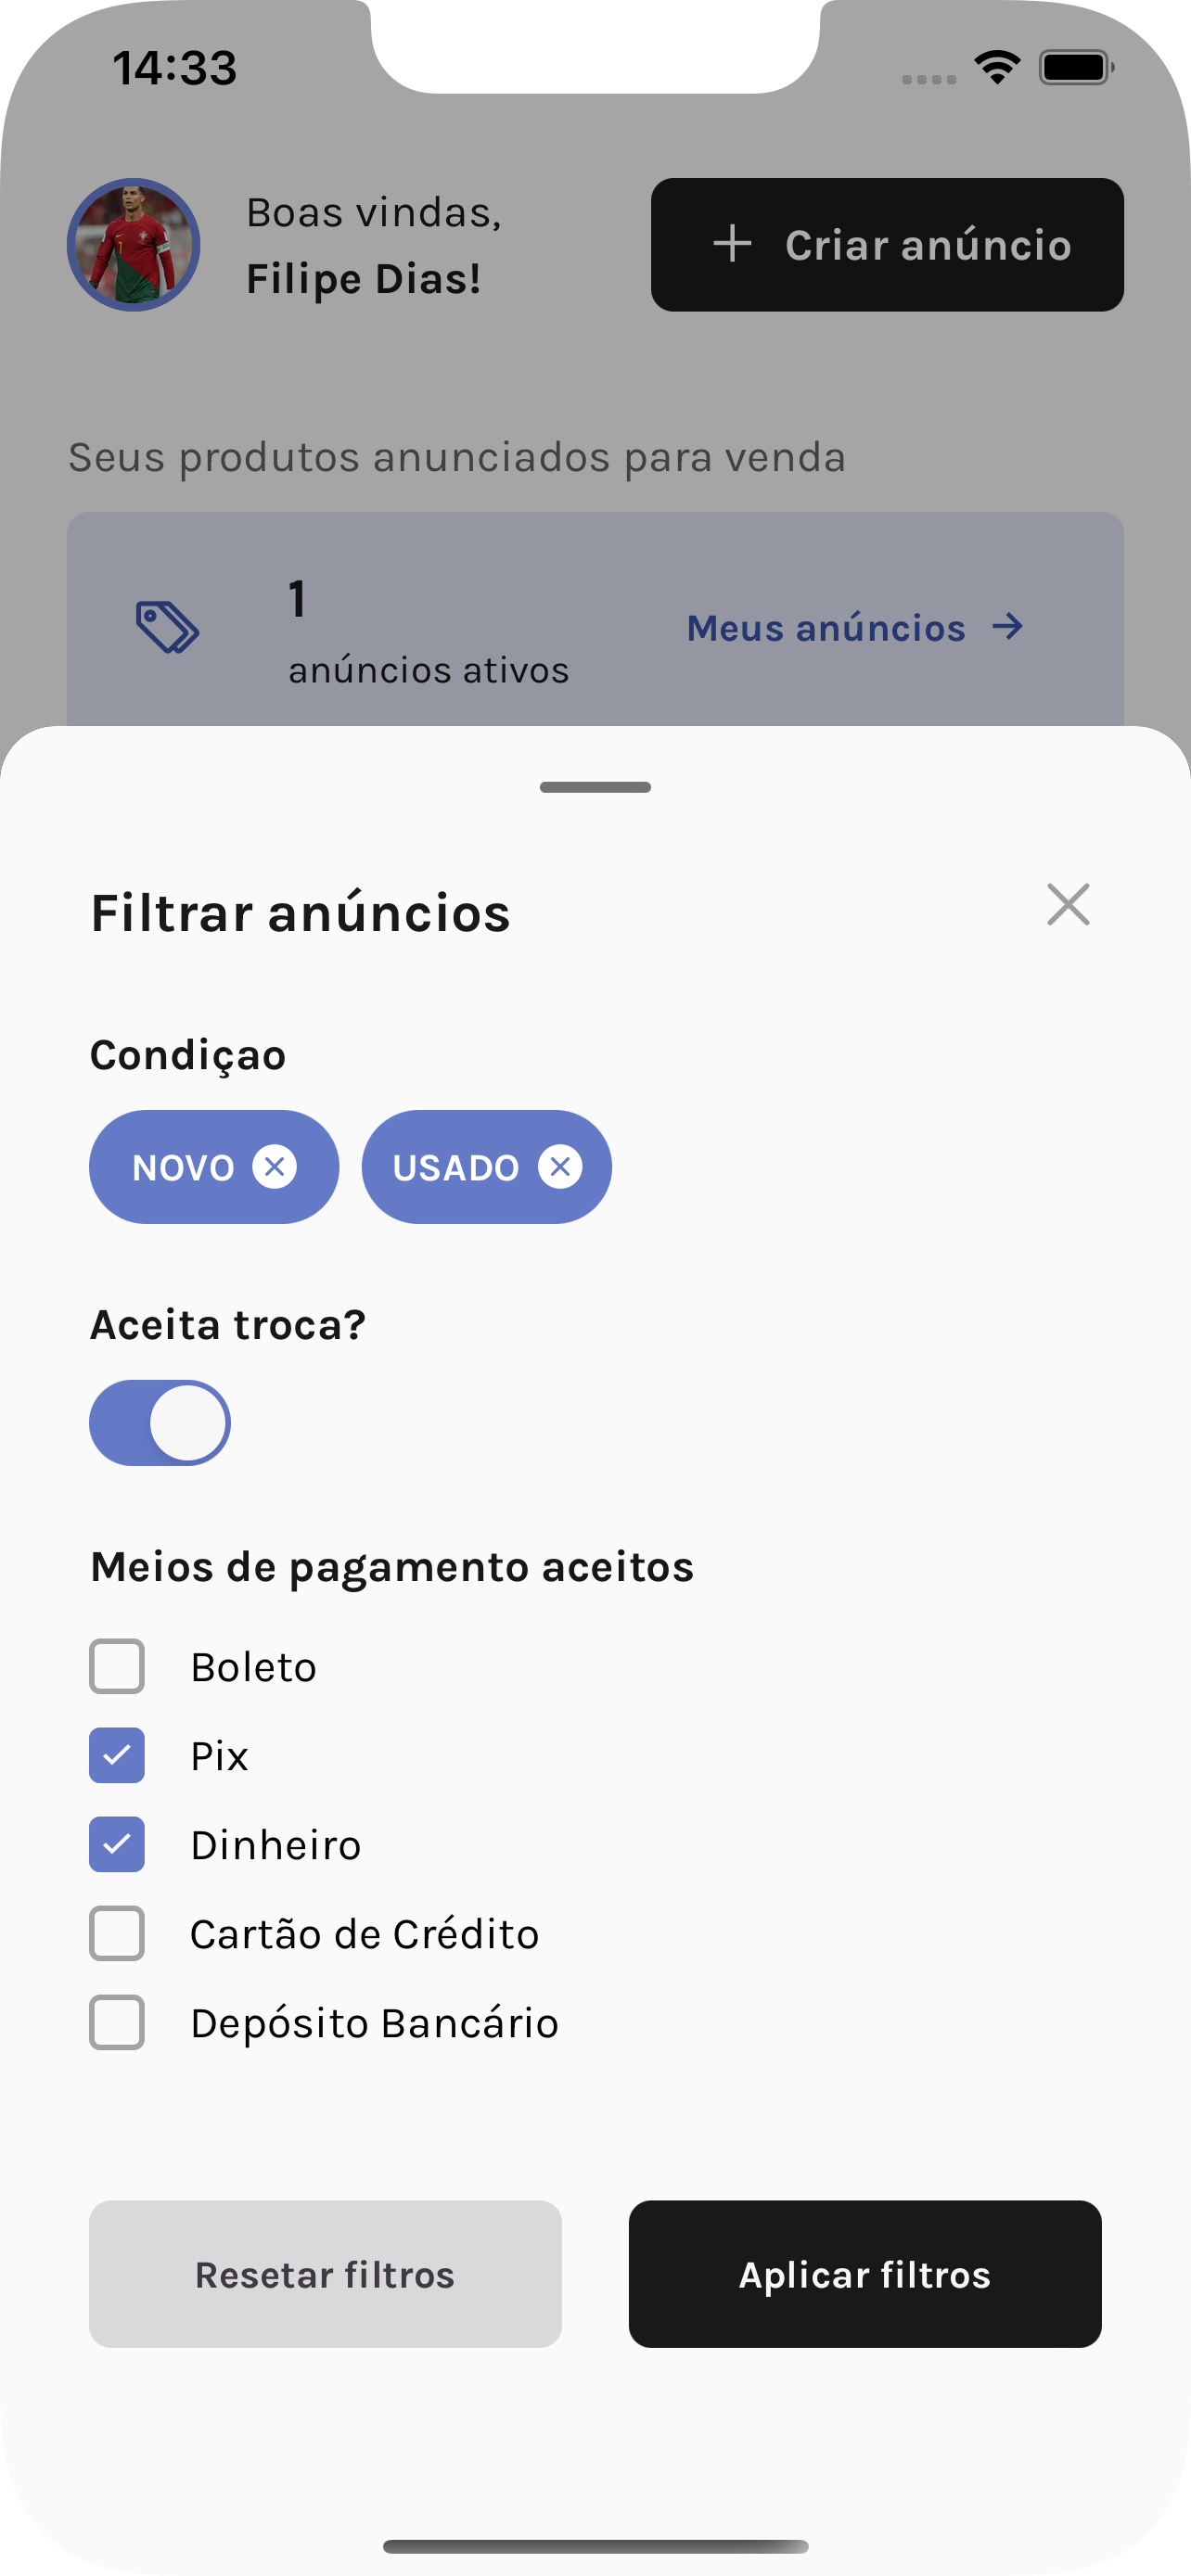 14:33
Boas vindas,
Filipe Dias!
+ Criar anúncio
Seus produtos anunciados para venda
1
anúncios ativos
Meus anúncios →
Filtrar anúncios
Condiçao
NOVO
USADO
Aceita troca?
Meios de pagamento aceitos
Boleto
Pix
Dinheiro
Cartão de Crédito
Depósito Bancário
Resetar filtros
Aplicar filtros